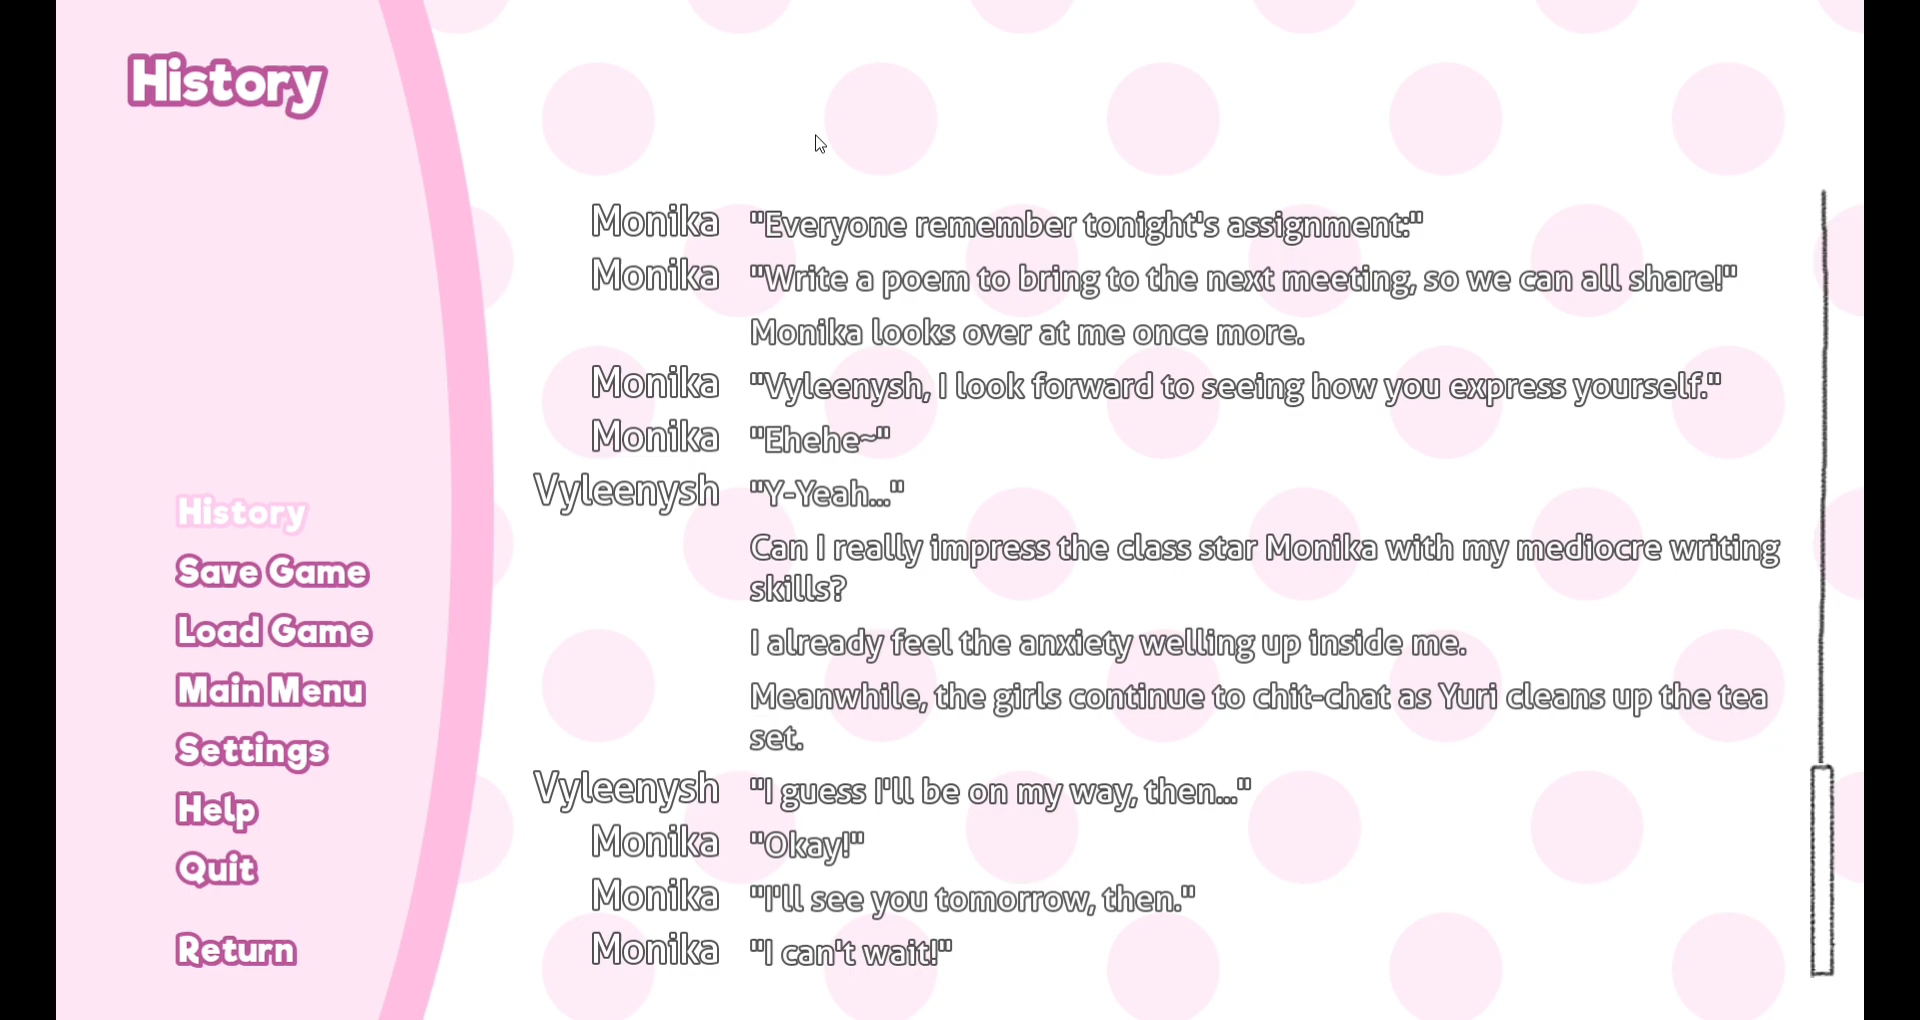 History
History
Save Game
Load Game
Main Menu
Settings
Help
Quit
Return
Monika "Everyone remember tonight's assignment:"
Monika "Write a poem to bring to the next meeting, so we can all share!"
Monika looks over at me once more.
Monika "Vyleenysh, I look forward to seeing how you express yourself."
Monika "Ehehe~"
Vyleenysh "Y-Yeah..."
Can I really impress the class star Monika with my mediocre writing
skills?
I already feel the anxiety welling up inside me.
Meanwhile, the girls continue to chit-chat as Yuri cleans up the tea
set.
Vyleenysh "I guess I'll be on my way, then..."
Monika "Okay!"
Monika "I'll see you tomorrow, then."
Monika "I can't wait!"